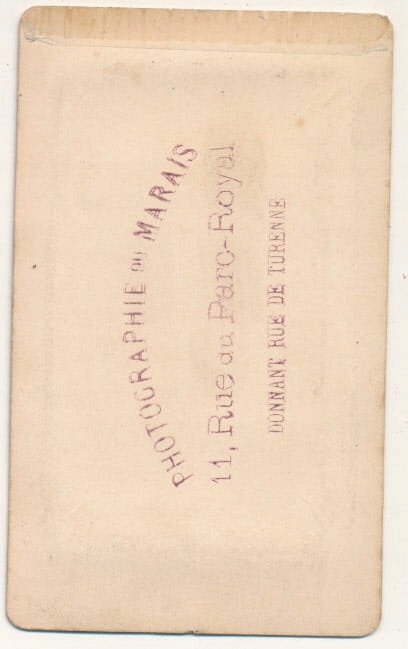 PHOTOGRAPHIE DU MARAIS
11, Rue du Parc-Royal
DONNANT RUE DE TURENNE